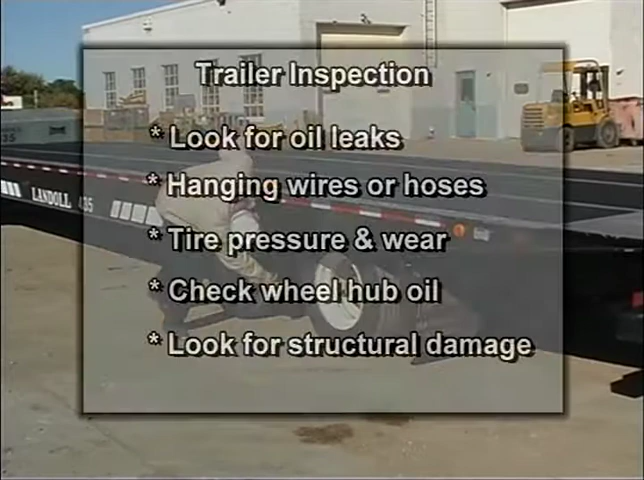 Trailer Inspection
* Look for oil leaks
* Hanging wires or hoses
LANDOLL 435
* Tire pressure & wear
* Check wheel hub oil
* Look for structural damage